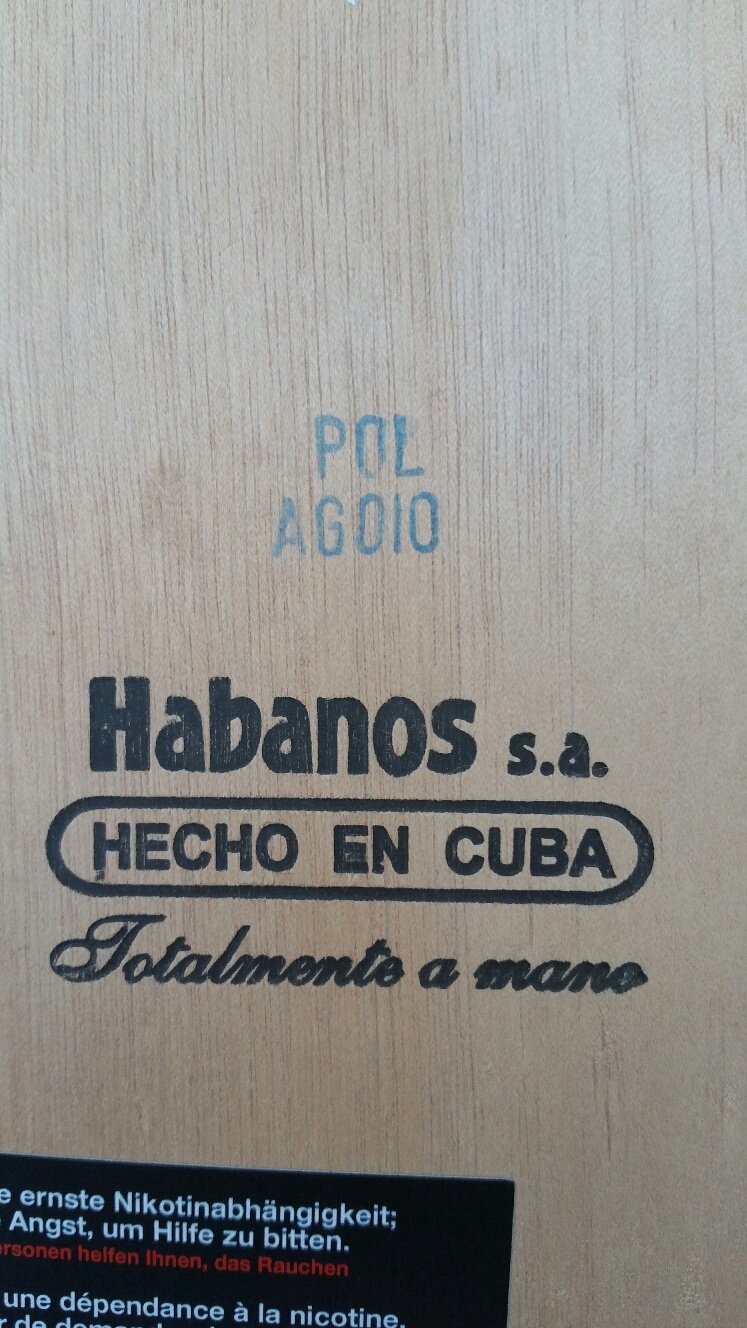 POL
AGO10
Habanos s.a.
HECHO EN CUBA
Totalmente a mano
e ernste Nikotinabhängigkeit;
Angst, um Hilfe zu bitten.
ersonen helfen Ihnen, das Rauchen
une dépendance à la nicotine.